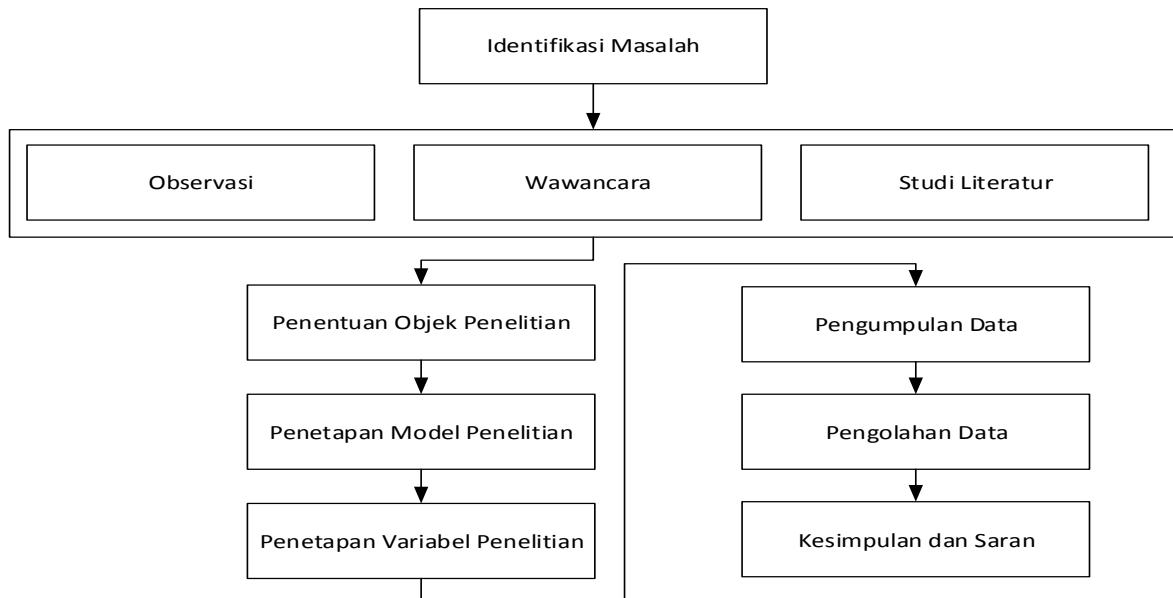 Identifikasi Masalah
Observasi
Wawancara
Studi Literatur
Penentuan Objek Penelitian
Penetapan Model Penelitian
Penetapan Variabel Penelitian
Pengumpulan Data
Pengolahan Data
Kesimpulan dan Saran